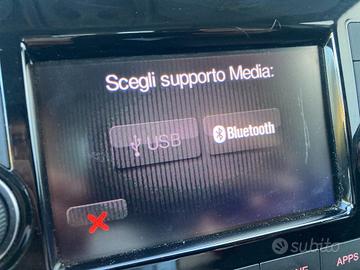 Scegli supporto Media:
USB
Bluetooth
subito
APPS